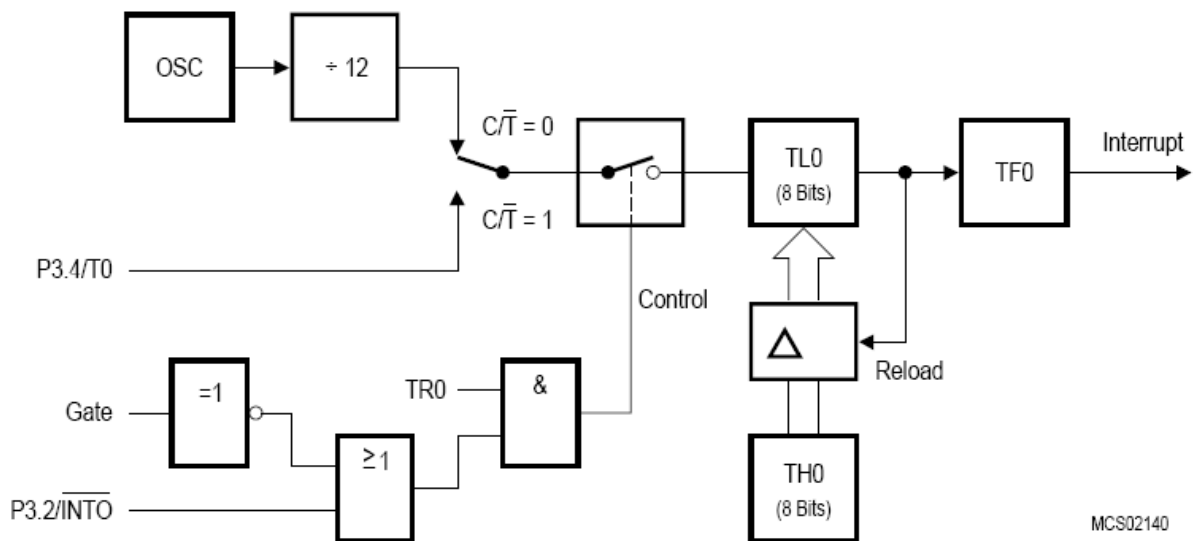 OSC
÷ 12
C/T̅ = 0
C/T̅ = 1
P3.4/T0
TL0
(8 Bits)
TF0
Interrupt
Control
Reload
Gate
=1
TR0
&
≥1
P3.2/I̅N̅T̅O̅
TH0
(8 Bits)
MCS02140